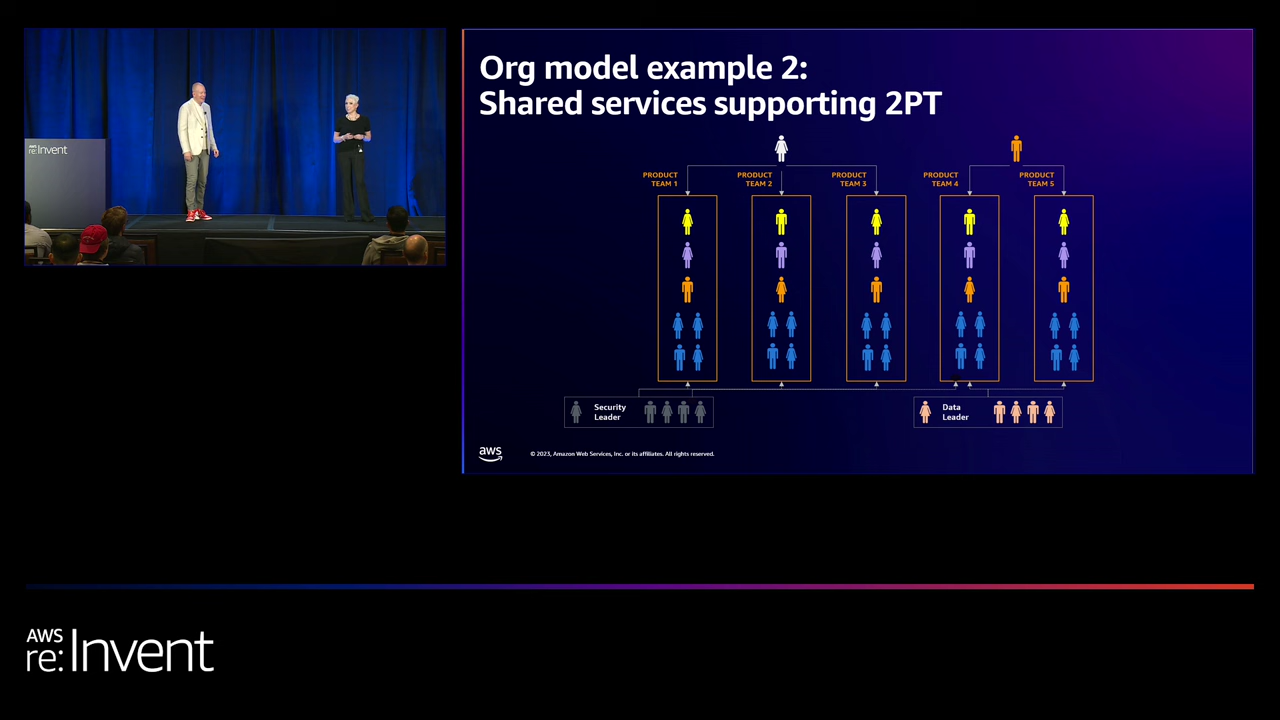 AWS
re:Invent
Org model example 2:
Shared services supporting 2PT
PRODUCT
TEAM 1
PRODUCT
TEAM 2
PRODUCT
TEAM 3
PRODUCT
TEAM 4
PRODUCT
TEAM 5
Security
Leader
Data
Leader
aws
© 2023, Amazon Web Services, Inc. or its affiliates. All rights reserved.
AWS
re:Invent